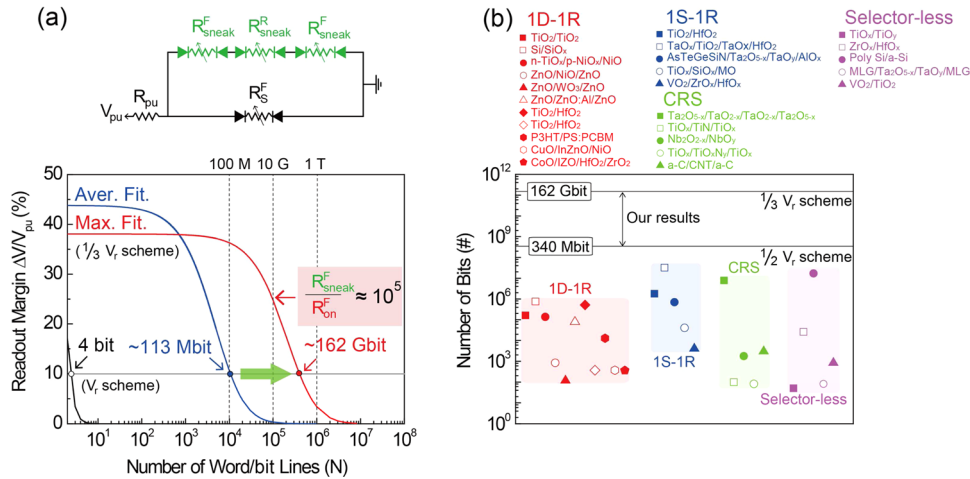 (a)
R^F_sneak R^R_sneak R^F_sneak
R_pu
V_pu
R^F_S
100 M 10 G 1 T
Readout Margin ΔV/V_pu (%)
50
40
30
20
10
0
Aver. Fit.
Max. Fit.
(1/3 V_r scheme)
R^F_sneak
R^F_on
≈ 10^5
4 bit
~113 Mbit
~162 Gbit
(V_r scheme)
10^1 10^2 10^3 10^4 10^5 10^6 10^7 10^8
Number of Word/bit Lines (N)
(b)
1D-1R
TiO₂/TiO₂
Si/SiOₓ
n-TiOₓ/p-NiOₓ/NiO
ZnO/NiO/ZnO
ZnO/WO₃/ZnO
ZnO/ZnO:Al/ZnO
TiO₂/HfO₂
TiO₂/HfO₂
P3HT/PS:PCBM
CuO/InZnO/NiO
CoO/IZO/HfO₂/ZrO₂
1S-1R
TiO₂/HfO₂
TaOₓ/TiO₂/TaOx/HfO₂
AsTeGeSiN/Ta₂O₅₋ₓ/TaOᵧ/AlOₓ
TiOₓ/SiOₓ/MO
VO₂/ZrOₓ/HfOₓ
CRS
Ta₂O₅₋ₓ/TaO₂₋ₓ/TaO₂₋ₓ/Ta₂O₅₋ₓ
TiOₓ/TiN/TiOₓ
Nb₂O₂₋ₓ/NbOᵧ
TiOₓ/TiOₓNᵧ/TiOₓ
a-C/CNT/a-C
Selector-less
TiOₓ/TiOᵧ
ZrOₓ/HfOₓ
Poly Si/a-Si
MLG/Ta₂O₅₋ₓ/TaOᵧ/MLG
VO₂/TiO₂
Number of Bits (#)
10^12
10^9
10^6
10^3
10^0
162 Gbit
1/3 V_r scheme
Our results
340 Mbit
1/2 V_r scheme
1D-1R
1S-1R
CRS
Selector-less